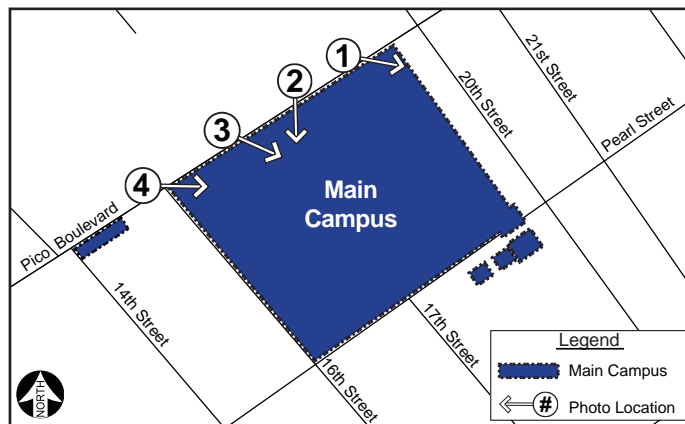 1
2
3
4
20th Street
21st Street
Pearl Street
Main
Campus
Pico Boulevard
14th Street
16th Street
17th Street
NORTH
Legend
Main Campus
# Photo Location